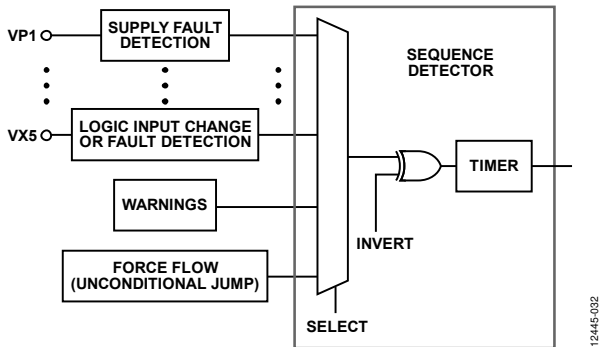 VP1
SUPPLY FAULT
DETECTION
SEQUENCE
DETECTOR
VX5
LOGIC INPUT CHANGE
OR FAULT DETECTION
TIMER
WARNINGS
INVERT
FORCE FLOW
(UNCONDITIONAL JUMP)
SELECT
12445-032